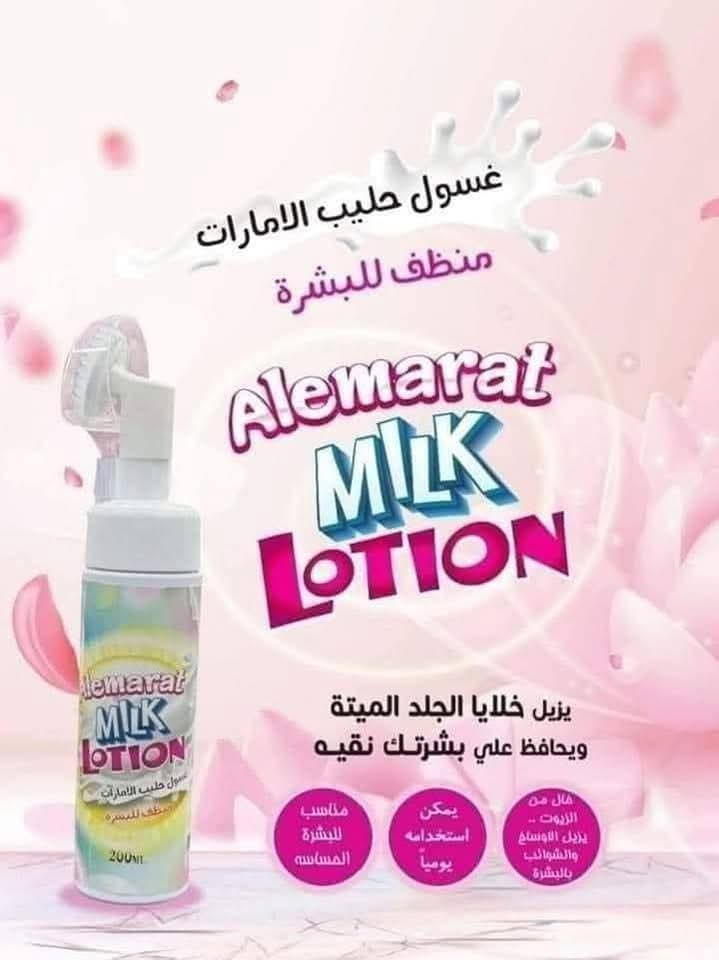 غسول حليب الامارات
منظف للبشرة
Alemarat
MILK
LOTION
يزيل خلايا الجلد الميتة
ويحافظ علي بشرتك نقيه
خال من
الزيوت ..
يزيل الاوساخ
والشوائب
بالبشرة
يمكن
استخدامه
يومياً
مناسب
للبشرة
الحساسه
Alemarat
MILK
LOTION
غسول حليب الامارات
منظف للبشرة
200ML